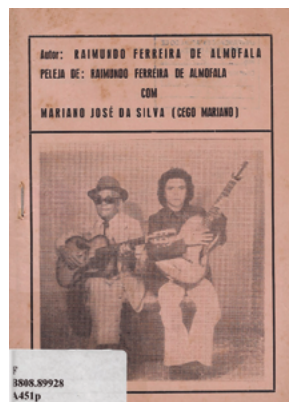 Autor: RAIMUNDO FERREIRA DE ALMOFALA
PELEJA DE: RAIMUNDO FERREIRA DE ALMOFALA
COM
MARIANO JOSÉ DA SILVA (CEGO MARIANO)
F
3808.89928
A451p